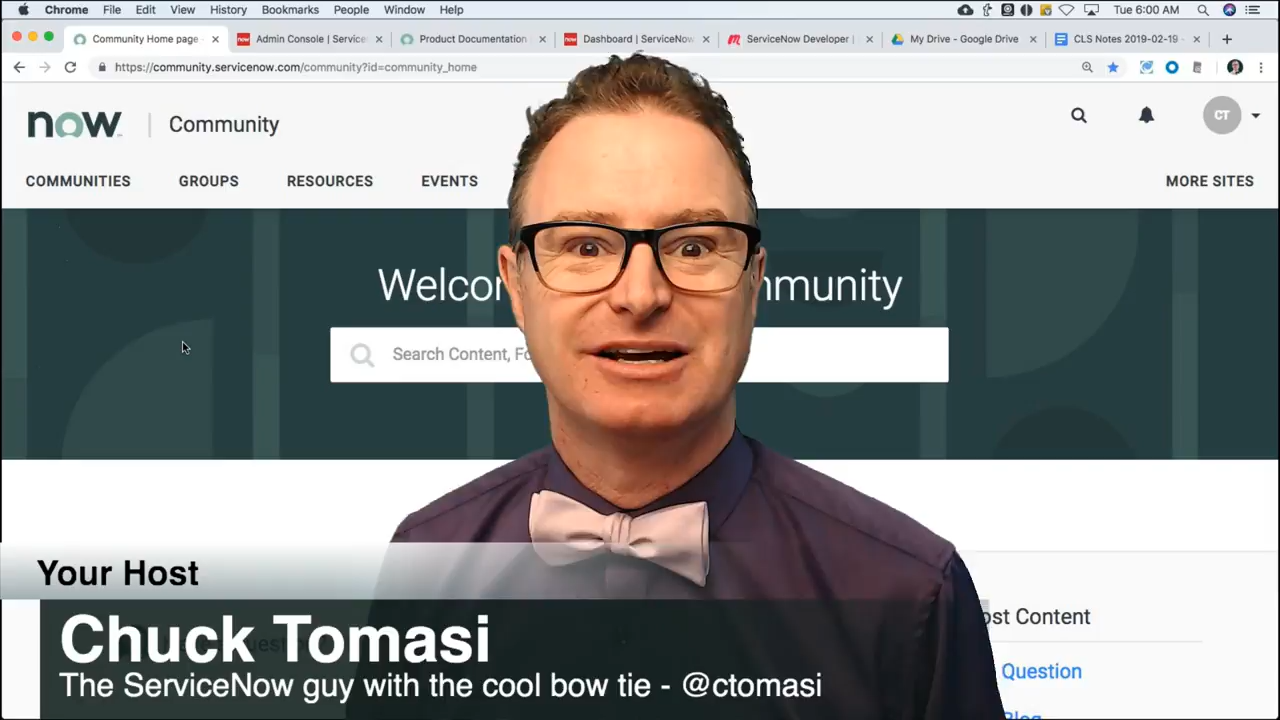 Chrome File Edit View History Bookmarks People Window Help Tue 6:00 AM
Community Home page - Admin Console | Service Product Documentation Dashboard | ServiceNow ServiceNow Developer | My Drive - Google Drive CLS Notes 2019-02-19 -
https://community.servicenow.com/community?id=community_home
now Community CT
COMMUNITIES GROUPS RESOURCES EVENTS MORE SITES
Welco mmunity
Search Content, Fo
Your Host
Chuck Tomasi
The ServiceNow guy with the cool bow tie - @ctomasi
ost Content
Question
Blog